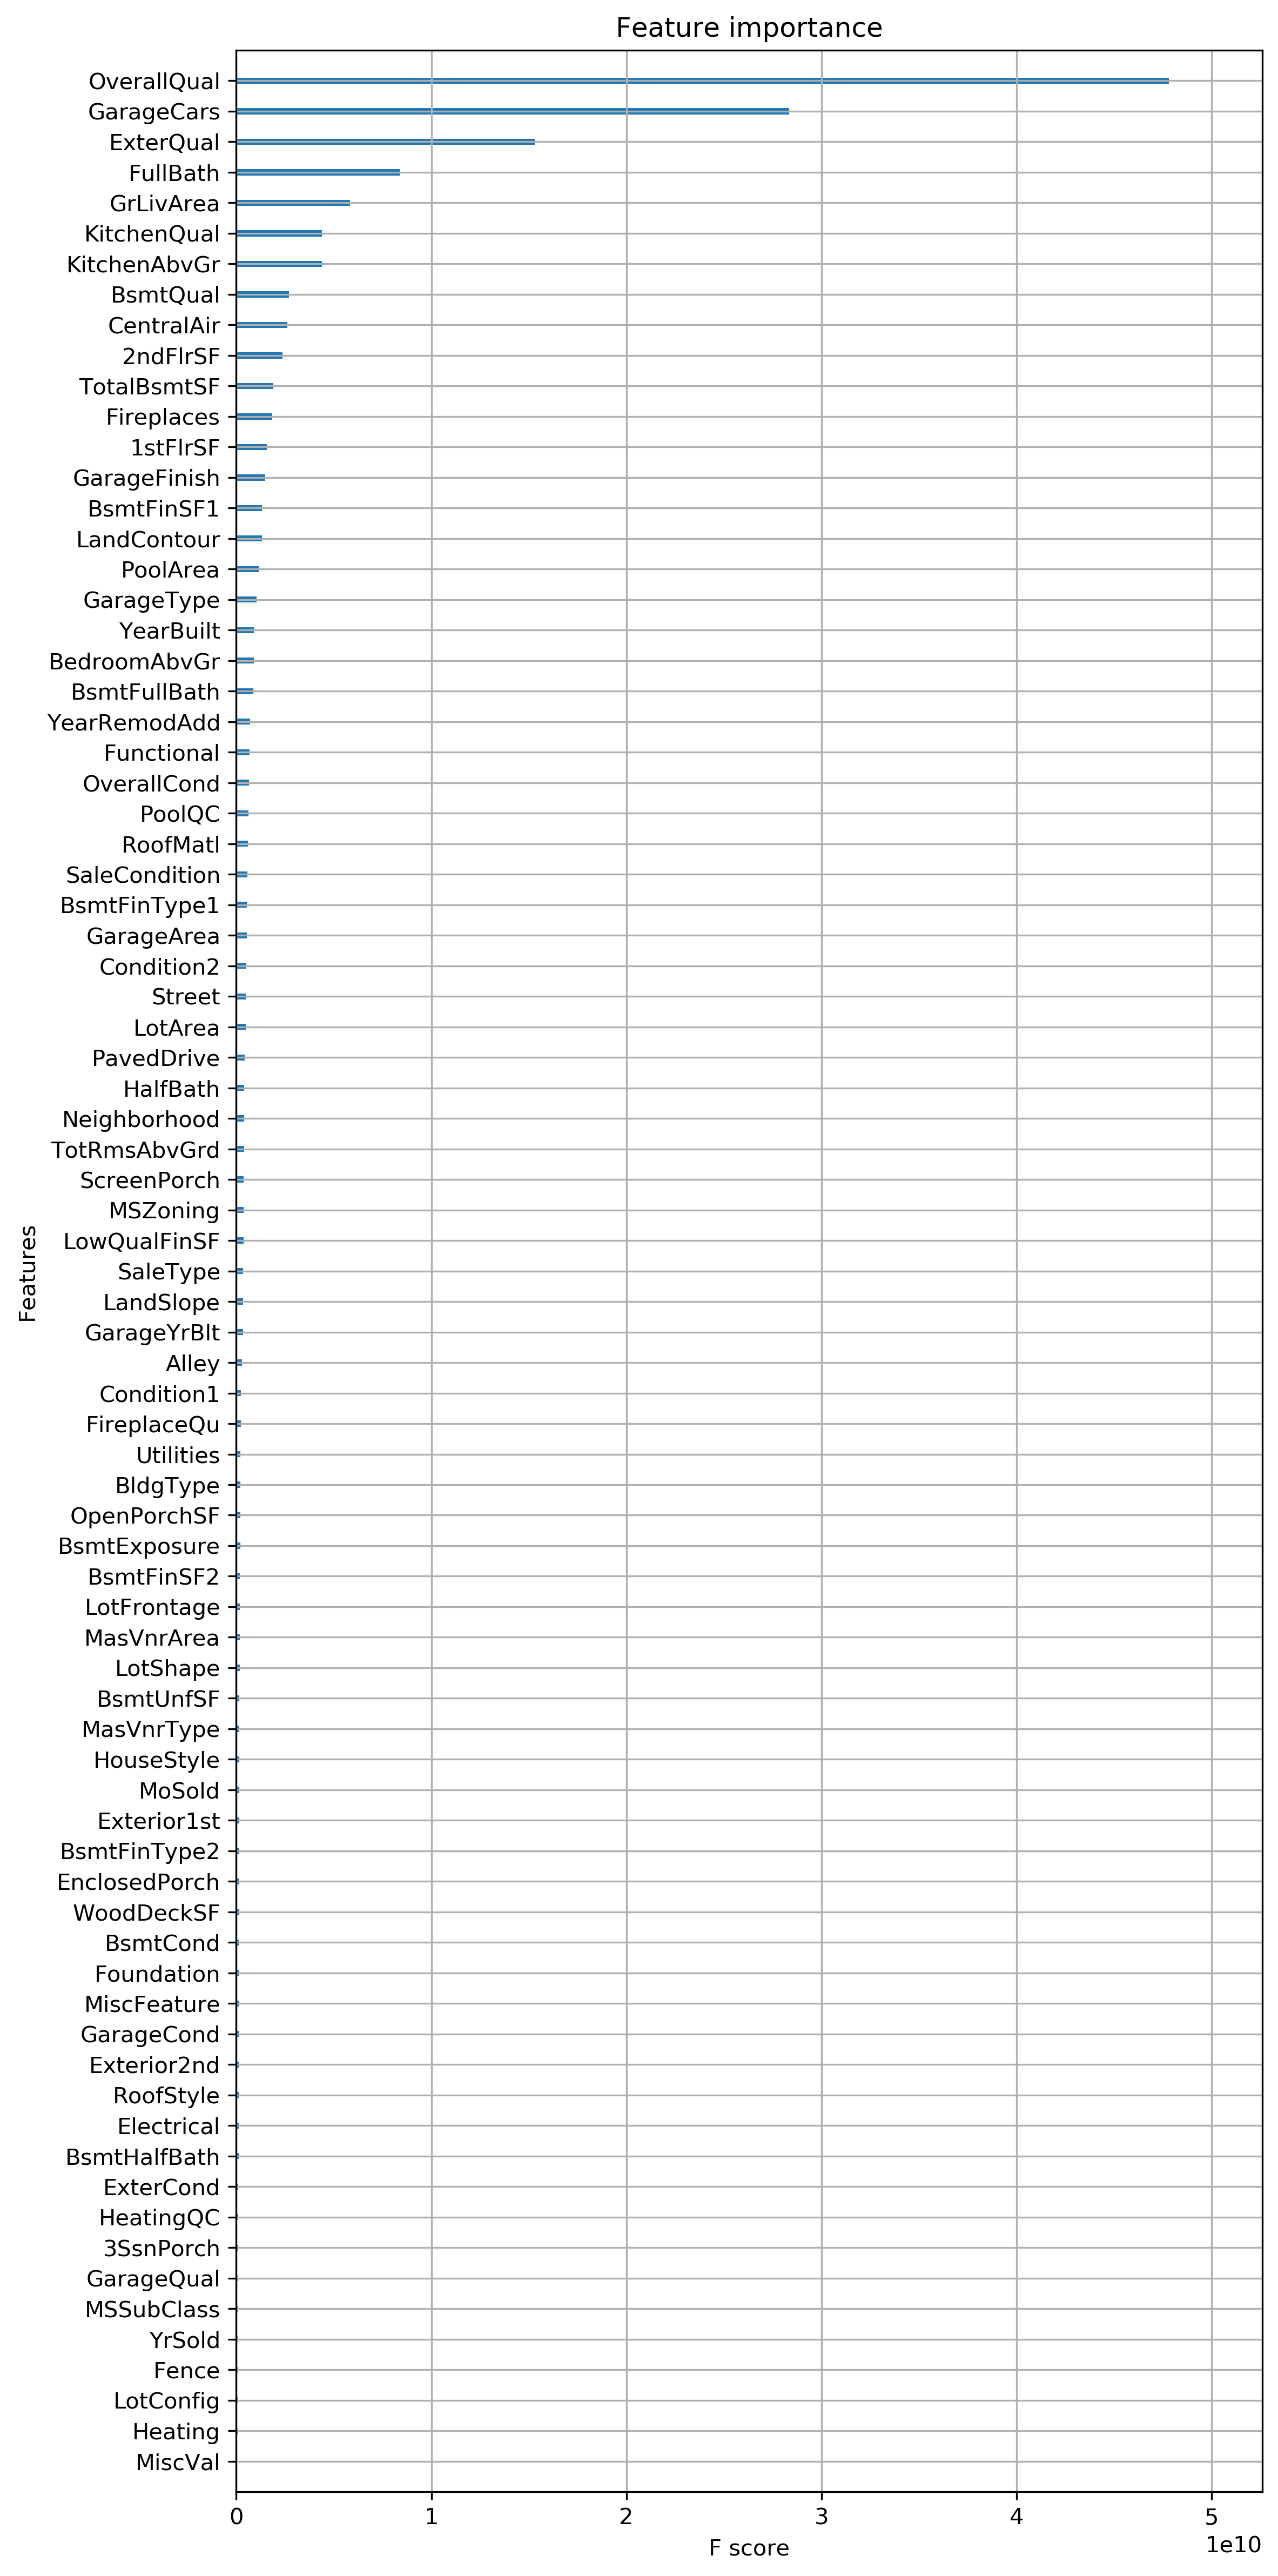 Feature importance
OverallQual
GarageCars
ExterQual
FullBath
GrLivArea
KitchenQual
KitchenAbvGr
BsmtQual
CentralAir
2ndFlrSF
TotalBsmtSF
Fireplaces
1stFlrSF
GarageFinish
BsmtFinSF1
LandContour
PoolArea
GarageType
YearBuilt
BedroomAbvGr
BsmtFullBath
YearRemodAdd
Functional
OverallCond
PoolQC
RoofMatl
SaleCondition
BsmtFinType1
GarageArea
Condition2
Street
LotArea
PavedDrive
HalfBath
Neighborhood
TotRmsAbvGrd
ScreenPorch
MSZoning
LowQualFinSF
SaleType
LandSlope
GarageYrBlt
Alley
Condition1
FireplaceQu
Utilities
BldgType
OpenPorchSF
BsmtExposure
BsmtFinSF2
LotFrontage
MasVnrArea
LotShape
BsmtUnfSF
MasVnrType
HouseStyle
MoSold
Exterior1st
BsmtFinType2
EnclosedPorch
WoodDeckSF
BsmtCond
Foundation
MiscFeature
GarageCond
Exterior2nd
RoofStyle
Electrical
BsmtHalfBath
ExterCond
HeatingQC
3SsnPorch
GarageQual
MSSubClass
YrSold
Fence
LotConfig
Heating
MiscVal
Features
0 1 2 3 4 5
1e10
F score